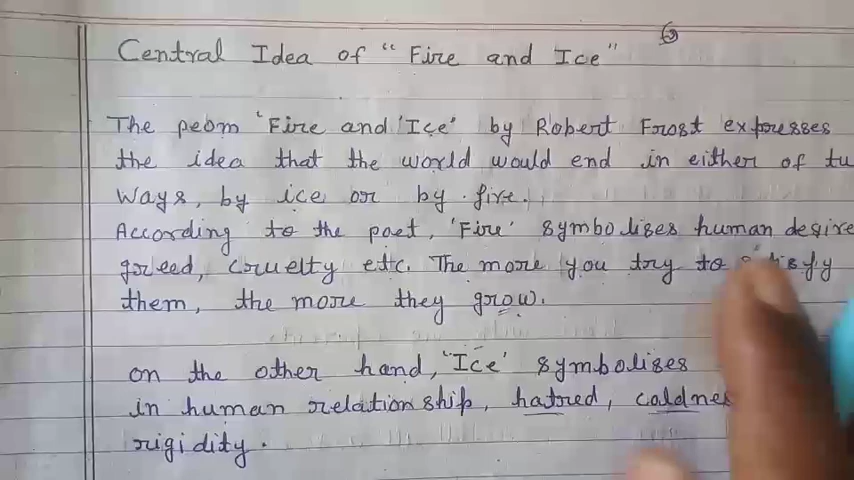 Central Idea of "Fire and Ice"
The peom 'Fire and 'Ice' by Robert Frost expresses
the idea that the world would end in either of
ways, by ice or by fire.
According to the poet, 'Fire' symbolises human desire
greed, cruelty etc. The more you try to
them, the more they grow.
on the other hand, 'Ice' symbolises
in human relationship, hatred,
rigidity.